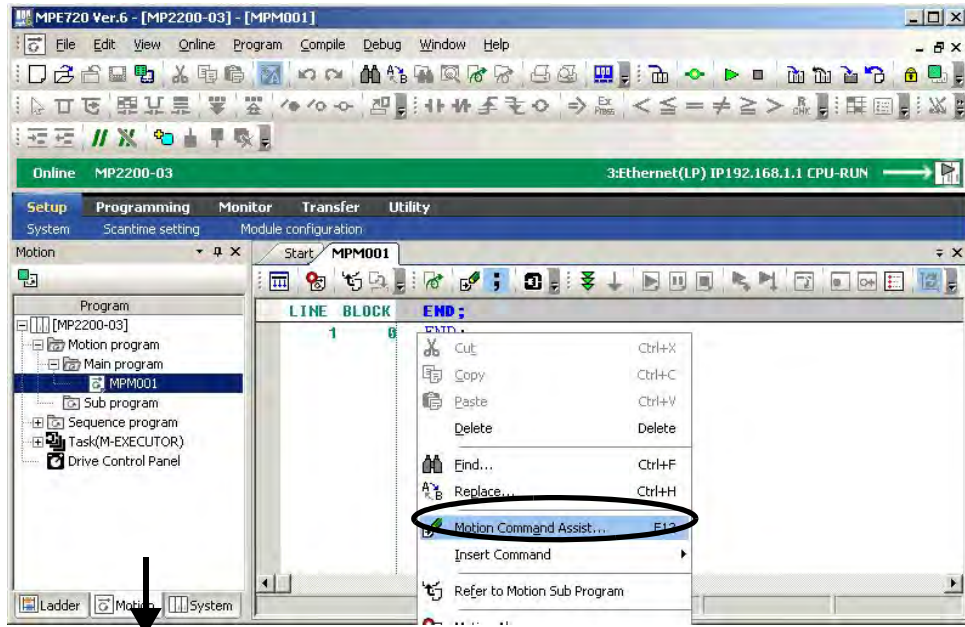 MPE720 Ver.6 - [MP2200-03] - [MPM001]
File Edit View Online Program Compile Debug Window Help
Online MP2200-03 3:Ethernet(LP) IP192.168.1.1 CPU-RUN
Setup Programming Monitor Transfer Utility
System Scantime setting Module configuration
Motion
Start MPM001
Program
LINE BLOCK END;
1 0 END;
[MP2200-03]
Motion program
Main program
MPM001
Sub program
Sequence program
Task(M-EXECUTOR)
Drive Control Panel
Cut Ctrl+X
Copy Ctrl+C
Paste Ctrl+V
Delete Delete
Find... Ctrl+F
Replace... Ctrl+H
Motion Command Assist... F12
Insert Command
Refer to Motion Sub Program
Ladder Motion System